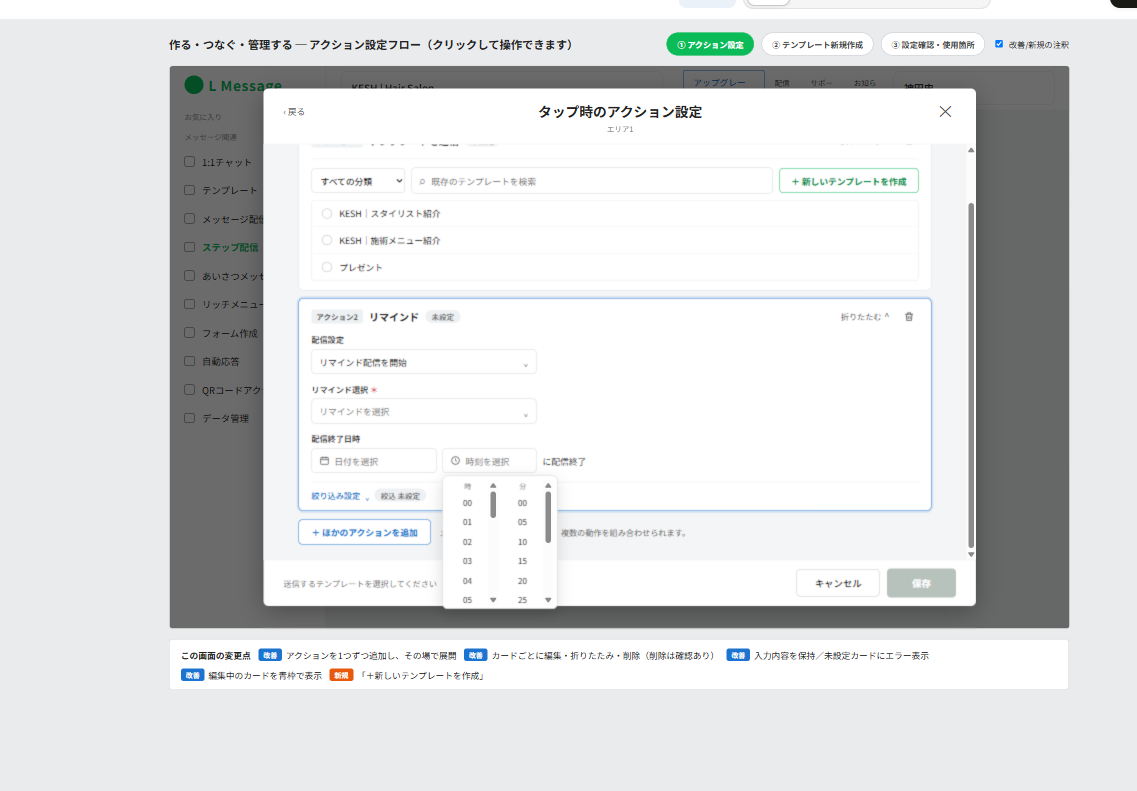 作る・つなぐ・管理する — アクション設定フロー（クリックして操作できます）
① アクション設定
② テンプレート新規作成
③ 設定確認・使用箇所
改善/新規の注釈
L Message
KESH | Hair Salon
アップグレー
配信
サポー
お知ら
お気に入り
メッセージ関連
1:1チャット
テンプレート
メッセージ配信
ステップ配信
あいさつメッセ
リッチメニュー
フォーム作成
自動応答
QRコードアク
データ管理
‹ 戻る
タップ時のアクション設定
エリア1
すべての分類
既存のテンプレートを検索
＋新しいテンプレートを作成
KESH｜スタイリスト紹介
KESH｜施術メニュー紹介
プレゼント
アクション2 リマインド 未設定
折りたたむ ^
配信設定
リマインド配信を開始
リマインド選択 *
リマインドを選択
配信終了日時
日付を選択
時刻を選択
に配信終了
絞り込み設定
絞込 未設定
時 分
00 00
01 05
02 10
03 15
04 20
05 25
＋ほかのアクションを追加
複数の動作を組み合わせられます。
送信するテンプレートを選択してください
キャンセル
保存
この画面の変更点 改善 アクションを1つずつ追加し、その場で展開 改善 カードごとに編集・折りたたみ・削除（削除は確認あり） 改善 入力内容を保持／未設定カードにエラー表示
改善 編集中のカードを青枠で表示 新規 「＋新しいテンプレートを作成」